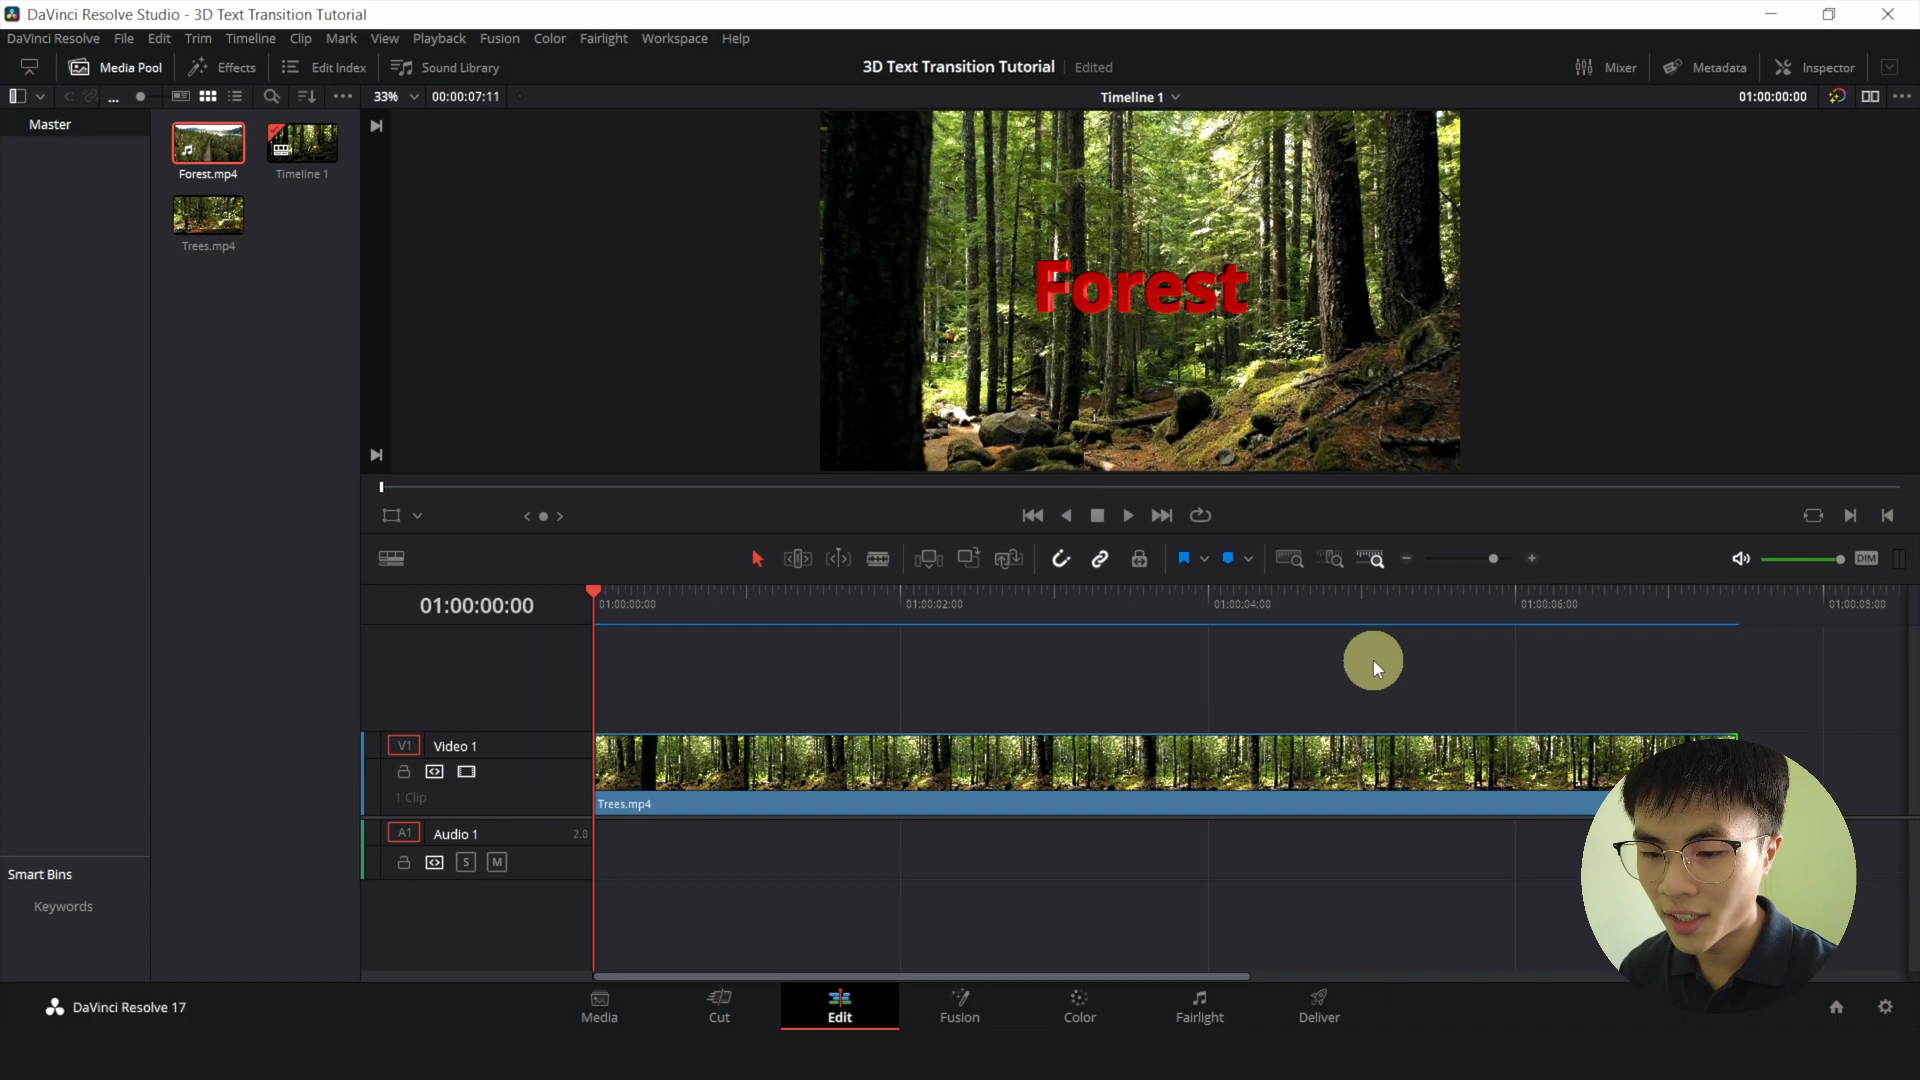 DaVinci Resolve Studio - 3D Text Transition Tutorial
DaVinci Resolve File Edit Trim Timeline Clip Mark View Playback Fusion Color Fairlight Workspace Help
Media Pool Effects Edit Index Sound Library 3D Text Transition Tutorial Edited Mixer Metadata Inspector
33% 00:00:07:11 Timeline 1 01:00:00:00
Master
Forest.mp4 Timeline 1
Trees.mp4
Forest
DIM
01:00:00:00 01:00:00:00 01:00:02:00 01:00:04:00 01:00:06:00 01:00:08:00
V1 Video 1
1 Clip
Trees.mp4
A1 Audio 1 2.0
S M
Smart Bins
Keywords
DaVinci Resolve 17
Media Cut Edit Fusion Color Fairlight Deliver